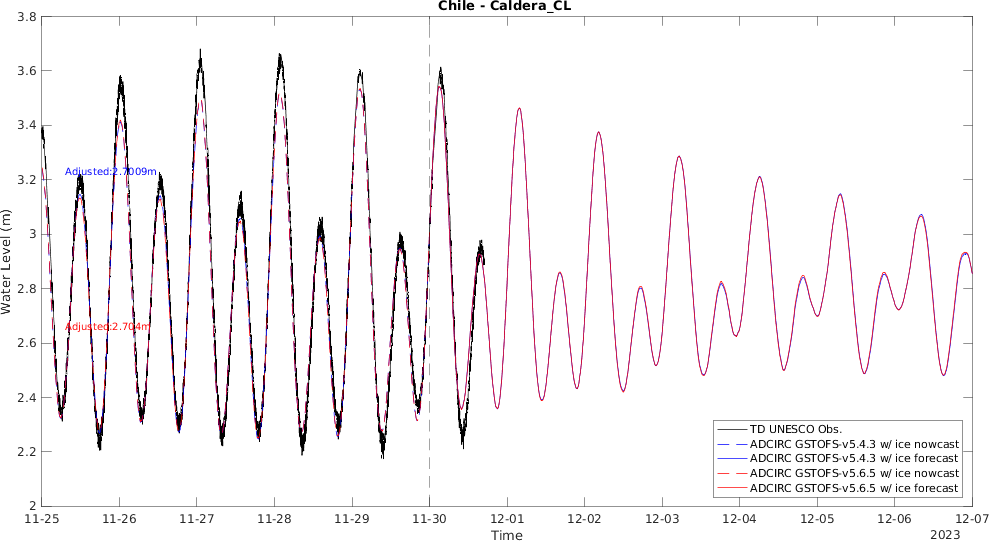 Chile - Caldera_CL
3.8
3.6
3.4
3.2
3
2.8
2.6
2.4
2.2
2
Water Level (m)
Adjusted:2.7009m
Adjusted:2.704m
TD UNESCO Obs.
ADCIRC GSTOFS-v5.4.3 w/ ice nowcast
ADCIRC GSTOFS-v5.4.3 w/ ice forecast
ADCIRC GSTOFS-v5.6.5 w/ ice nowcast
ADCIRC GSTOFS-v5.6.5 w/ ice forecast
11-25 11-26 11-27 11-28 11-29 11-30 12-01 12-02 12-03 12-04 12-05 12-06 12-07
Time
2023